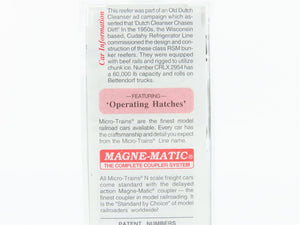 Car Information
This reefer was part of an Old Dutch
Cleanser ad campaign which as-
serted that 'Dutch Cleanser Chases
Dirt!' In the 1950s, the Wisconsin
based, Cudahy Refrigerator Line
commissioned the design and con-
struction of these class RSM bun-
ker reefers. They were equipped
with beef rails and rigged to utilize
chunk ice. Number CRLX 2954 has
a 60,000 lb capacity and rolls on
Bettendorf trucks.
—FEATURING—
'Operating Hatches'
Micro-Trains® are the finest model
railroad cars available. Every car has
the craftsmanship and detail you expect
from the Micro-Trains® Line name.
MAGNE-MATIC®
THE COMPLETE COUPLER SYSTEM
All Micro-Trains® N scale freight cars
come standard with the delayed
action Magne-Matic® coupler — the
finest coupler in model railroading. It
is the "Standard by Choice" of model
railroaders worldwide!
PATENT NUMBERS